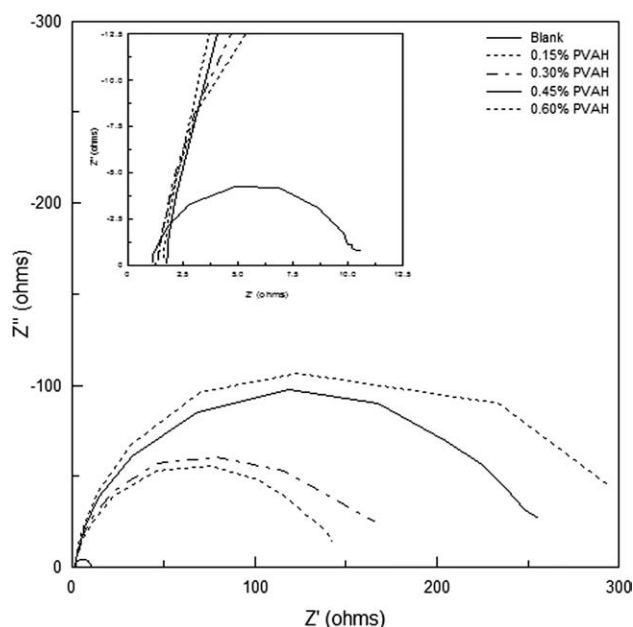 -300
-200
-100
0
Z'' (ohms)
0
100
200
300
Z' (ohms)
Blank
0.15% PVAH
0.30% PVAH
0.45% PVAH
0.60% PVAH
-12.5
-10.0
-7.5
-5.0
-2.5
0
Z'' (ohms)
0
2.5
5.0
7.5
10.0
12.5
Z' (ohms)